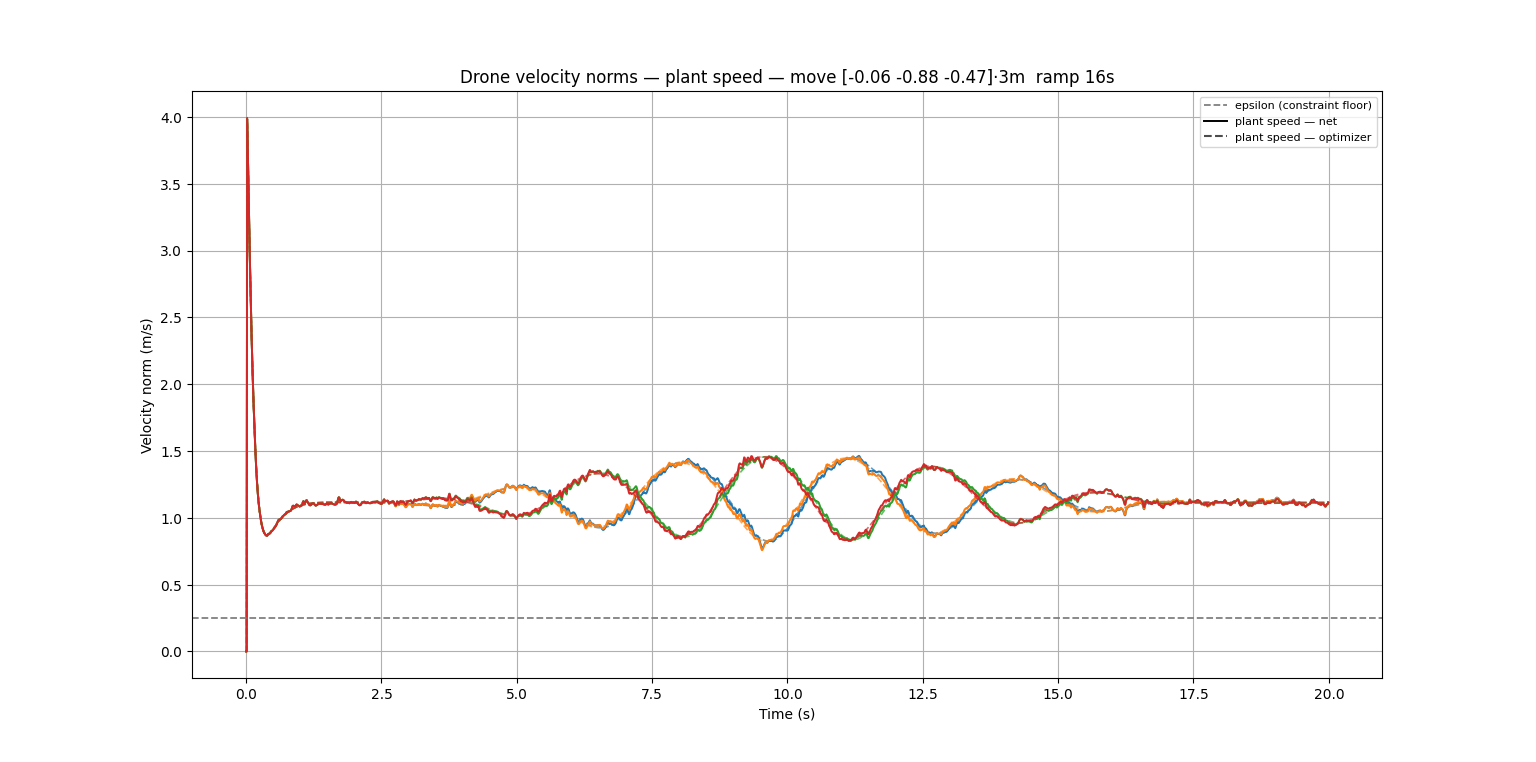 Drone velocity norms — plant speed — move [-0.06 -0.88 -0.47]·3m  ramp 16s
epsilon (constraint floor)
plant speed — net
plant speed — optimizer
Velocity norm (m/s)
4.0
3.5
3.0
2.5
2.0
1.5
1.0
0.5
0.0
0.0 2.5 5.0 7.5 10.0 12.5 15.0 17.5 20.0
Time (s)